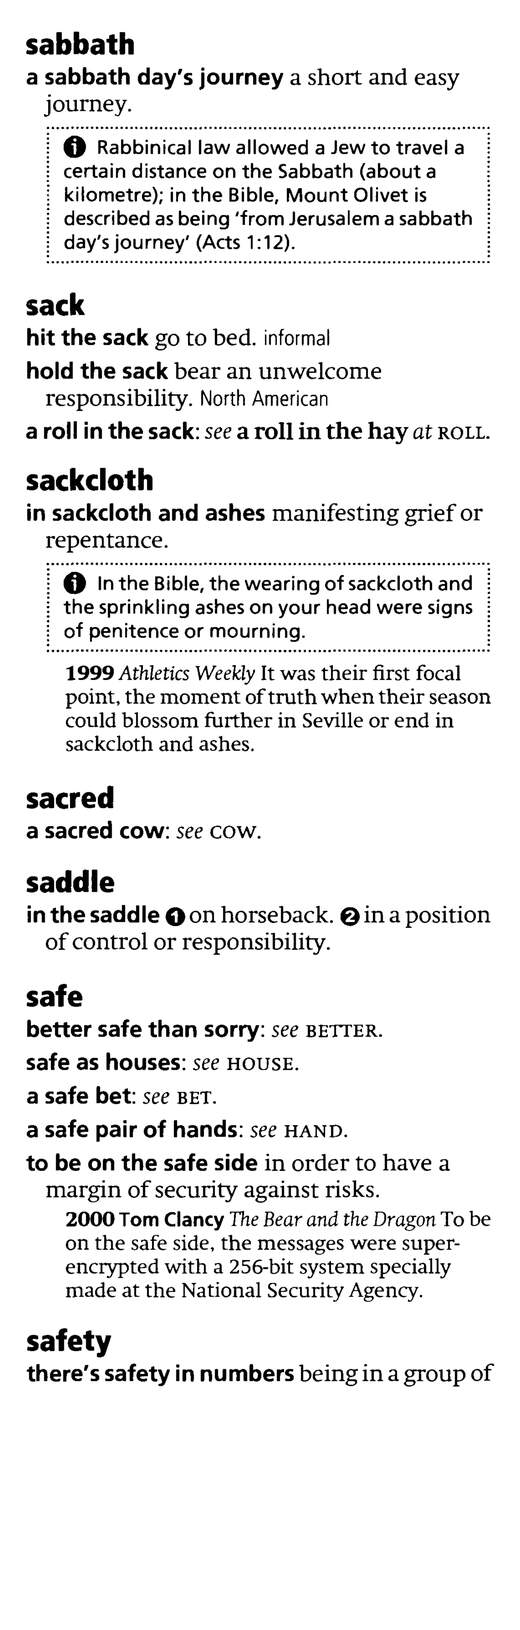 sabbath
a sabbath day's journey a short and easy
journey.
ℹ Rabbinical law allowed a Jew to travel a
certain distance on the Sabbath (about a
kilometre); in the Bible, Mount Olivet is
described as being 'from Jerusalem a sabbath
day's journey' (Acts 1:12).
sack
hit the sack go to bed. informal
hold the sack bear an unwelcome
responsibility. North American
a roll in the sack: see a roll in the hay at ROLL.
sackcloth
in sackcloth and ashes manifesting grief or
repentance.
ℹ In the Bible, the wearing of sackcloth and
the sprinkling ashes on your head were signs
of penitence or mourning.
1999 Athletics Weekly It was their first focal
point, the moment of truth when their season
could blossom further in Seville or end in
sackcloth and ashes.
sacred
a sacred cow: see COW.
saddle
in the saddle ❶ on horseback. ❷ in a position
of control or responsibility.
safe
better safe than sorry: see BETTER.
safe as houses: see HOUSE.
a safe bet: see BET.
a safe pair of hands: see HAND.
to be on the safe side in order to have a
margin of security against risks.
2000 Tom Clancy The Bear and the Dragon To be
on the safe side, the messages were super-
encrypted with a 256-bit system specially
made at the National Security Agency.
safety
there's safety in numbers being in a group of